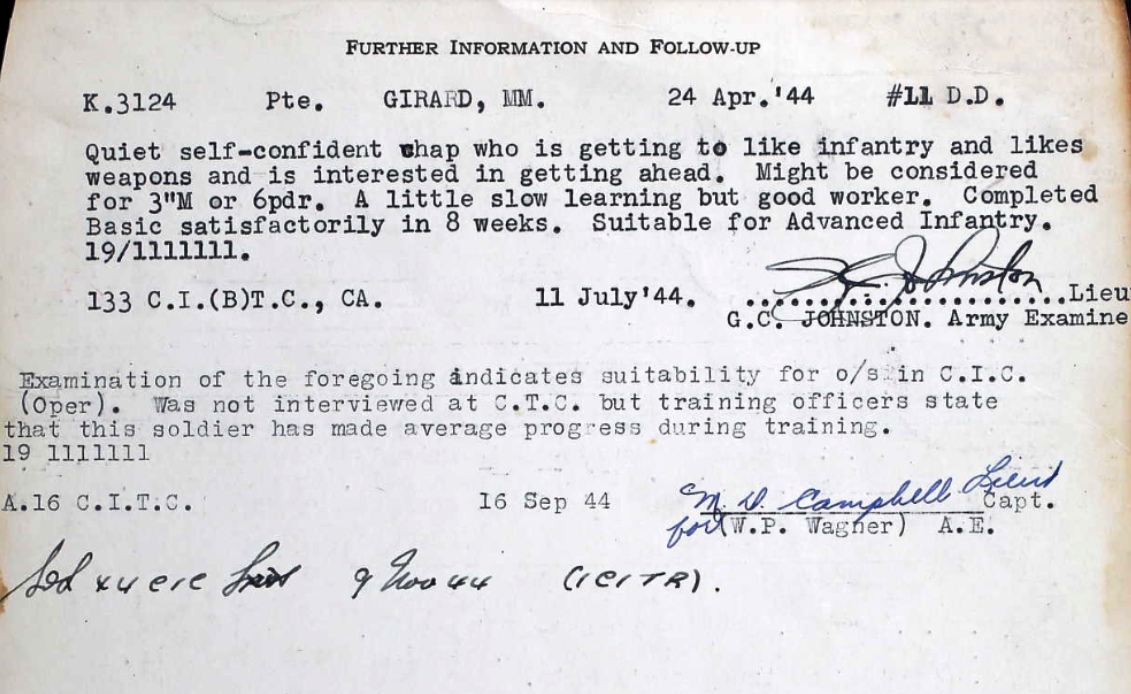 FURTHER INFORMATION AND FOLLOW-UP
K.3124 Pte. GIRARD, MM. 24 Apr.'44 #11 D.D.
Quiet self-confident chap who is getting to like infantry and likes
weapons and is interested in getting ahead. Might be considered
for 3"M or 6pdr. A little slow learning but good worker. Completed
Basic satisfactorily in 8 weeks. Suitable for Advanced Infantry.
19/1111111.
133 C.I.(B)T.C., CA. 11 July'44. Johnston Lieu
G.C. JOHNSTON. Army Examine
Examination of the foregoing indicates suitability for o/s in C.I.C.
(Oper). Was not interviewed at C.T.C. but training officers state
that this soldier has made average progress during training.
19 1111111
A.16 C.I.T.C. 16 Sep 44 M. D. Campbell Lieut Capt.
for (W.P. Wagner) A.E.
9 Nov 44 (1CITR).